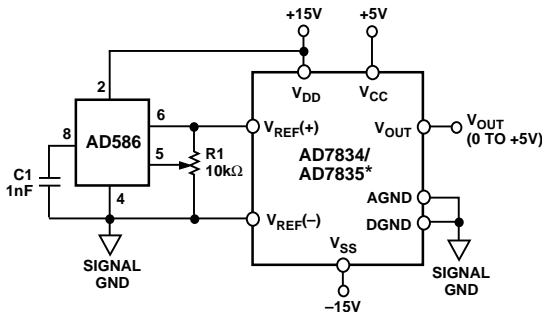 +15V
+5V
2
V_DD
V_CC
6
V_REF(+)
V_OUT
V_OUT
(0 TO +5V)
8
AD586
5
R1
10kΩ
AD7834/
AD7835*
C1
1nF
4
AGND
DGND
V_REF(–)
V_SS
SIGNAL
GND
SIGNAL
GND
–15V